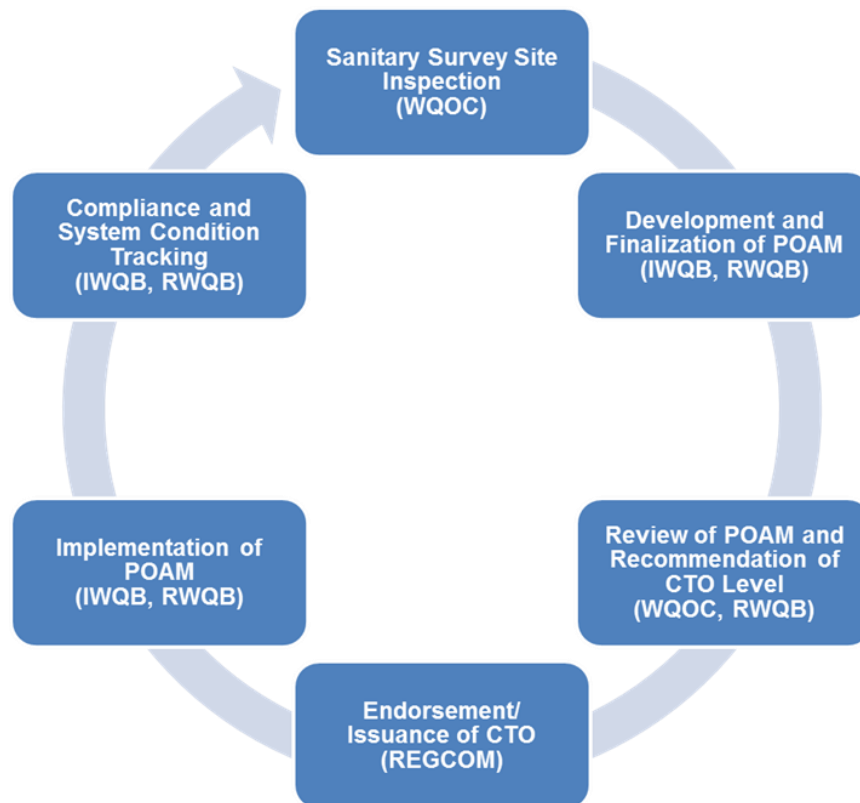 Sanitary Survey Site
Inspection
(WQOC)
Development and
Finalization of POAM
(IWQB, RWQB)
Review of POAM and
Recommendation of
CTO Level
(WQOC, RWQB)
Endorsement/
Issuance of CTO
(REGCOM)
Implementation of
POAM
(IWQB, RWQB)
Compliance and
System Condition
Tracking
(IWQB, RWQB)